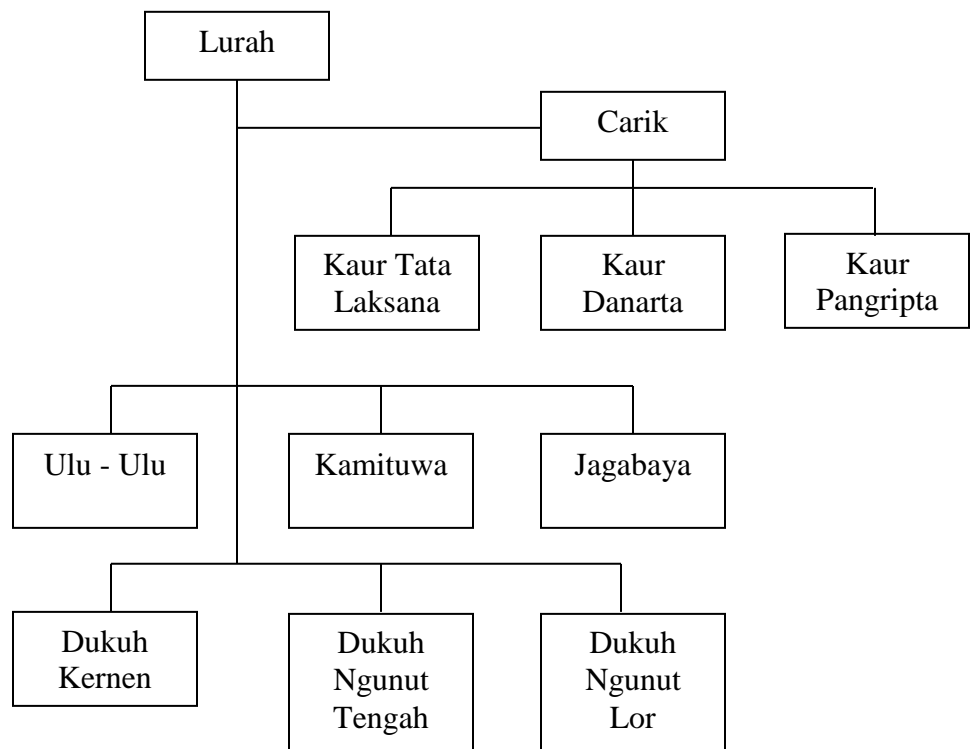 Lurah
Carik
Kaur Tata
Laksana
Kaur
Danarta
Kaur
Pangripta
Ulu - Ulu
Kamituwa
Jagabaya
Dukuh
Kernen
Dukuh
Ngunut
Tengah
Dukuh
Ngunut
Lor